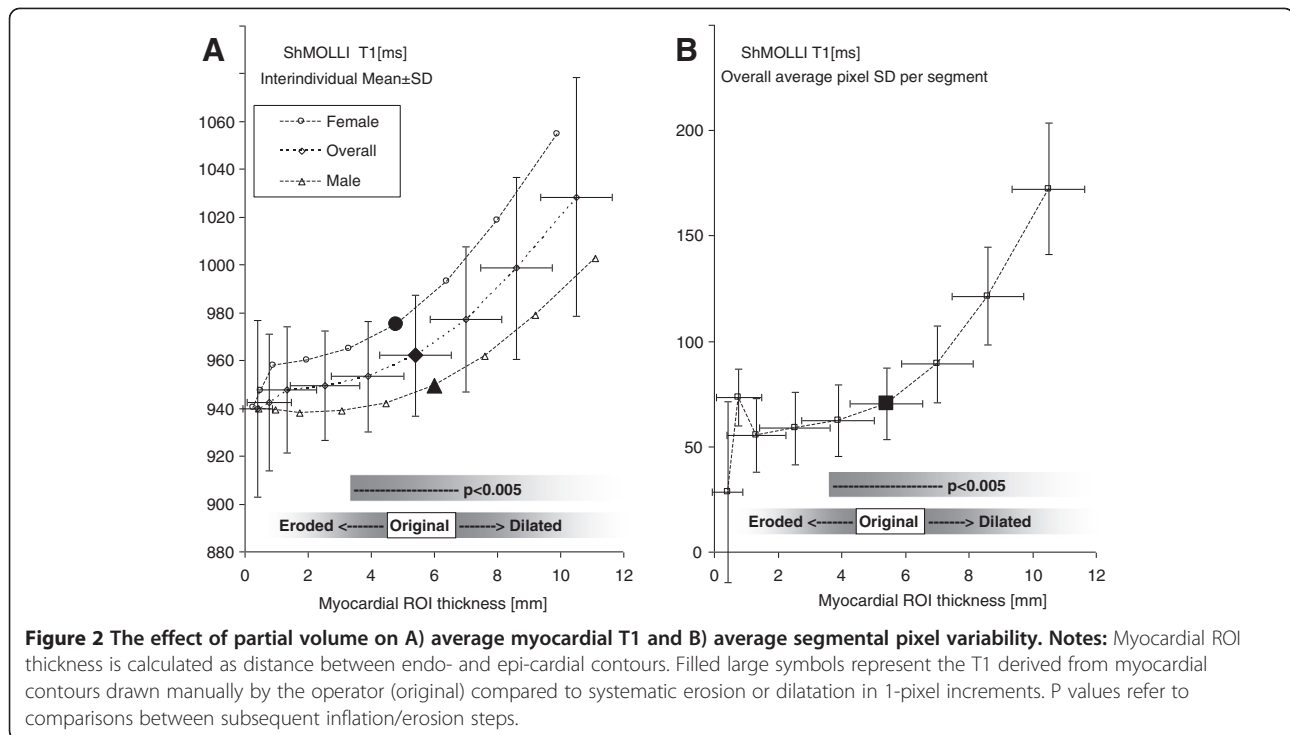 A
ShMOLLI T1[ms]
Interindividual Mean±SD
Female
Overall
Male
1060
1040
1020
1000
980
960
940
920
900
880
0 2 4 6 8 10 12
Myocardial ROI thickness [mm]
-------------------- p<0.005
Eroded <------- Original -------> Dilated
B
ShMOLLI T1[ms]
Overall average pixel SD per segment
200
150
100
50
0
0 2 4 6 8 10 12
Myocardial ROI thickness [mm]
-------------------- p<0.005
Eroded <------- Original -------> Dilated
Figure 2 The effect of partial volume on A) average myocardial T1 and B) average segmental pixel variability. Notes: Myocardial ROI
thickness is calculated as distance between endo- and epi-cardial contours. Filled large symbols represent the T1 derived from myocardial
contours drawn manually by the operator (original) compared to systematic erosion or dilatation in 1-pixel increments. P values refer to
comparisons between subsequent inflation/erosion steps.